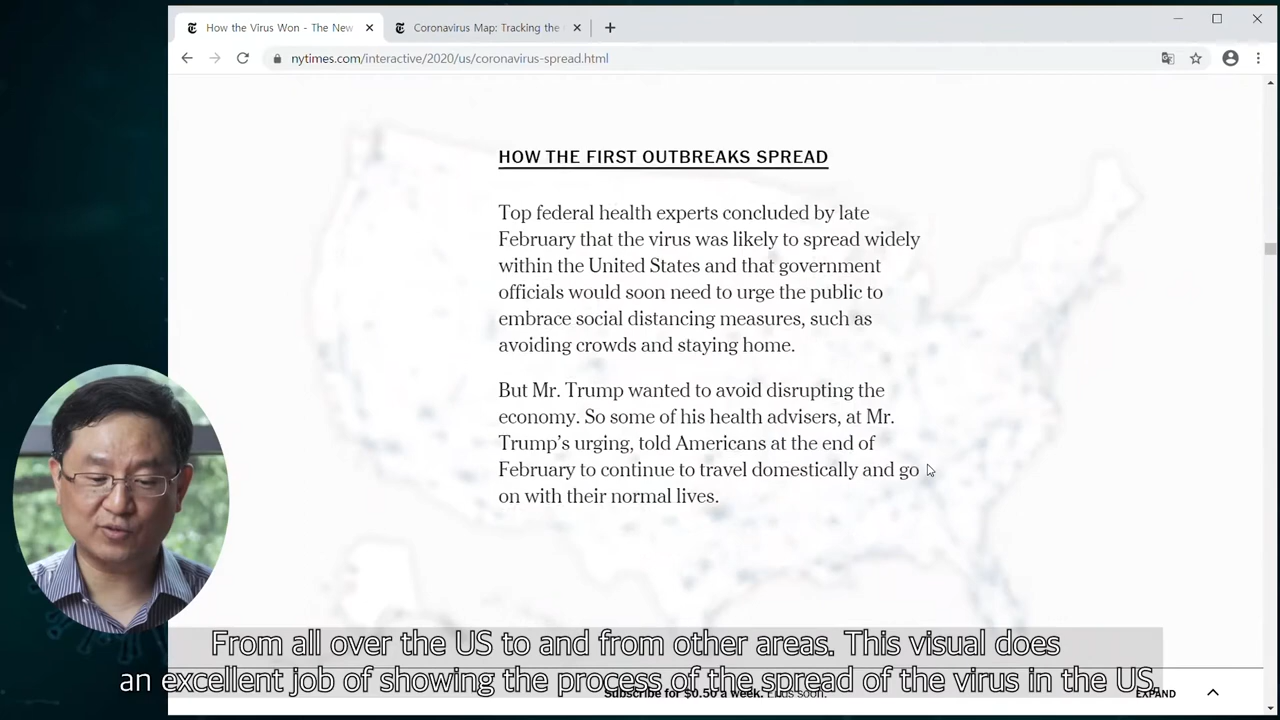 How the Virus Won - The New
Coronavirus Map: Tracking the
nytimes.com/interactive/2020/us/coronavirus-spread.html
HOW THE FIRST OUTBREAKS SPREAD
Top federal health experts concluded by late
February that the virus was likely to spread widely
within the United States and that government
officials would soon need to urge the public to
embrace social distancing measures, such as
avoiding crowds and staying home.
But Mr. Trump wanted to avoid disrupting the
economy. So some of his health advisers, at Mr.
Trump’s urging, told Americans at the end of
February to continue to travel domestically and go
on with their normal lives.
From all over the US to and from other areas. This visual does
an excellent job of showing the process of the spread of the virus in the US.
Subscribe for $0.50 a week. Ends soon.
EXPAND